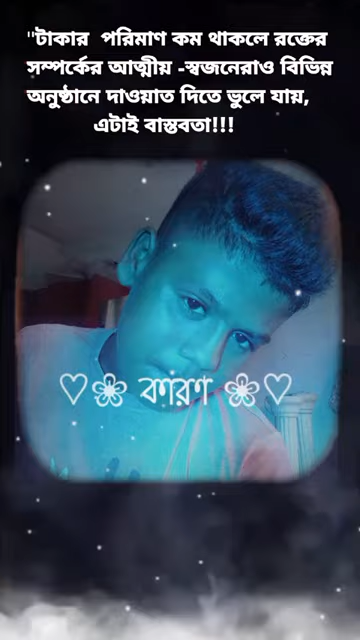 "টাকার পরিমাণ কম থাকলে রক্তের
সম্পর্কের আত্মীয় -স্বজনেরাও বিভিন্ন
অনুষ্ঠানে দাওয়াত দিতে ভুলে যায়,
এটাই বাস্তবতা!!!
♡❀ কারণ ❀♡